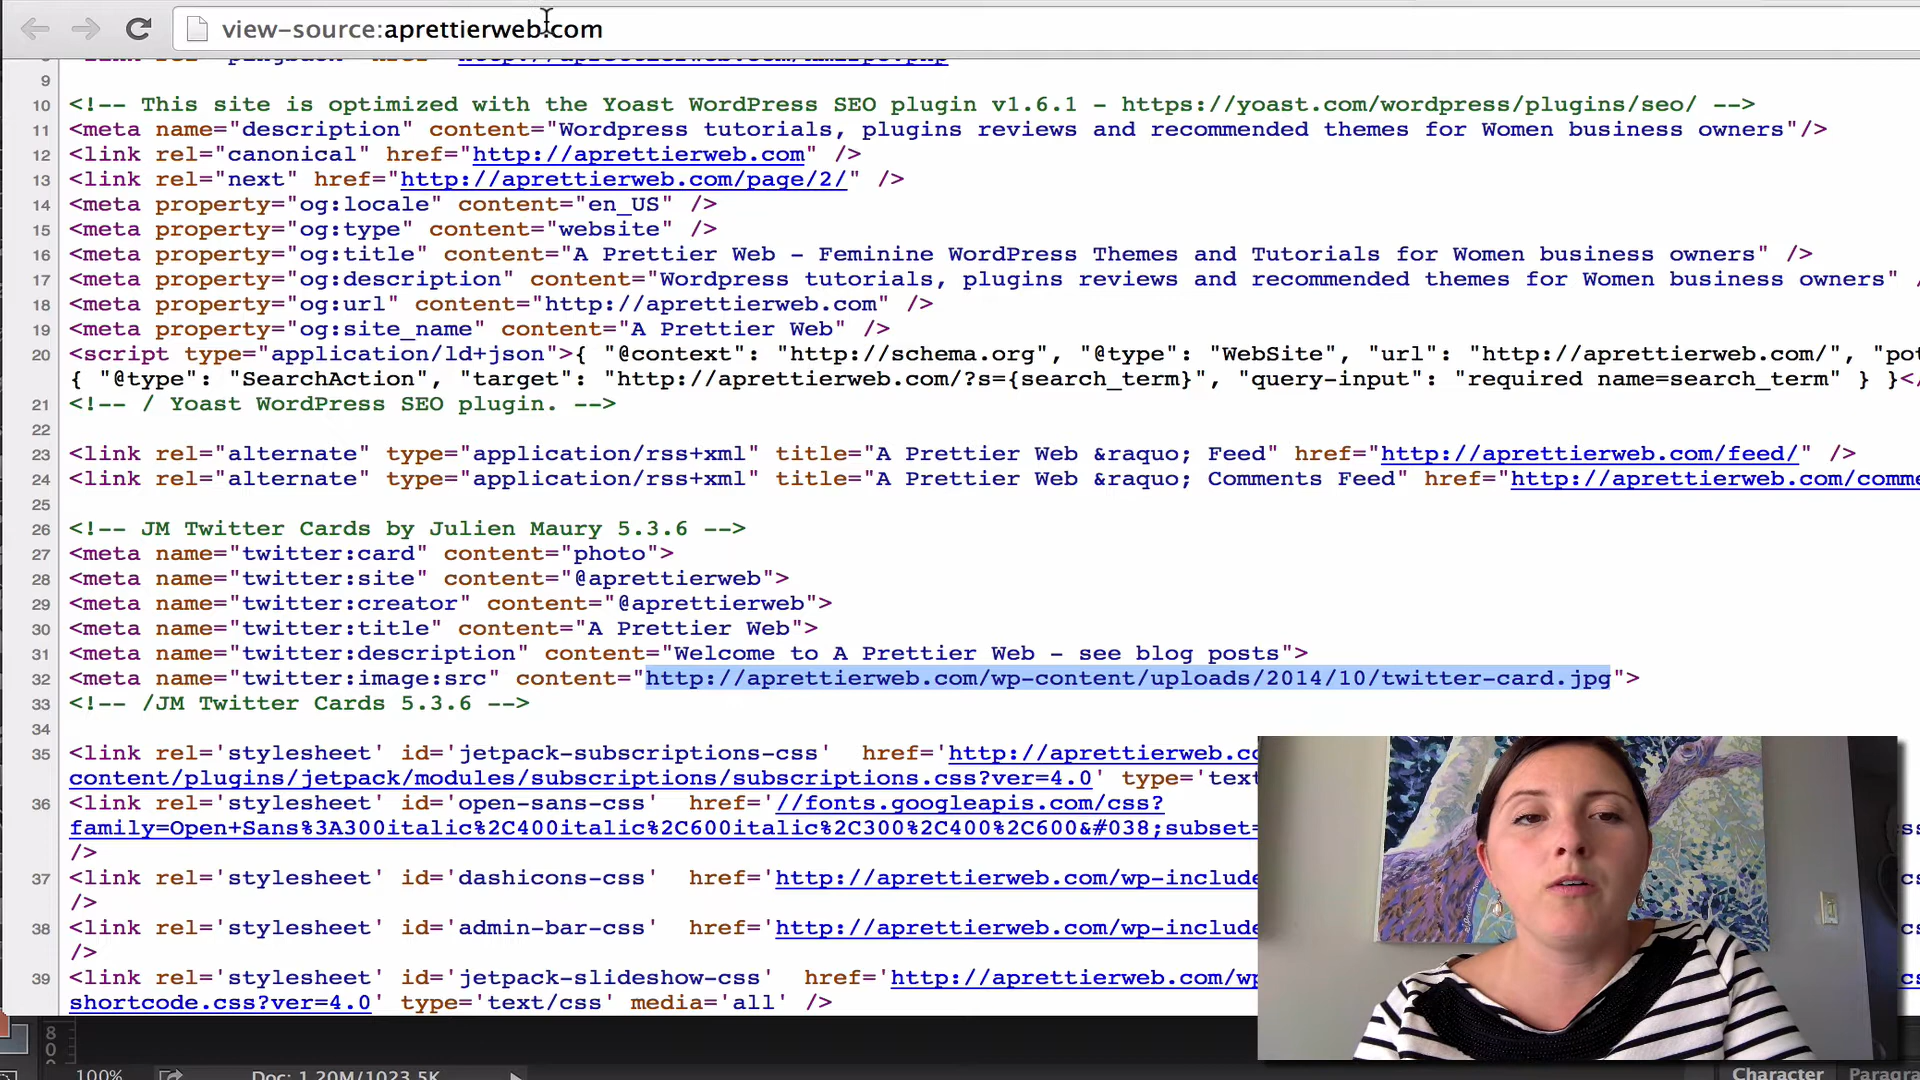 view-source:aprettierweb.com
9
10 <!-- This site is optimized with the Yoast WordPress SEO plugin v1.6.1 - https://yoast.com/wordpress/plugins/seo/ -->
11 <meta name="description" content="Wordpress tutorials, plugins reviews and recommended themes for Women business owners"/>
12 <link rel="canonical" href="http://aprettierweb.com" />
13 <link rel="next" href="http://aprettierweb.com/page/2/" />
14 <meta property="og:locale" content="en_US" />
15 <meta property="og:type" content="website" />
16 <meta property="og:title" content="A Prettier Web - Feminine WordPress Themes and Tutorials for Women business owners" />
17 <meta property="og:description" content="Wordpress tutorials, plugins reviews and recommended themes for Women business owners"
18 <meta property="og:url" content="http://aprettierweb.com" />
19 <meta property="og:site_name" content="A Prettier Web" />
20 <script type="application/ld+json">{ "@context": "http://schema.org", "@type": "WebSite", "url": "http://aprettierweb.com/",
{ "@type": "SearchAction", "target": "http://aprettierweb.com/?s={search_term}", "query-input": "required name=search_term" } }
21 <!-- / Yoast WordPress SEO plugin. -->
22
23 <link rel="alternate" type="application/rss+xml" title="A Prettier Web &raquo; Feed" href="http://aprettierweb.com/feed/" />
24 <link rel="alternate" type="application/rss+xml" title="A Prettier Web &raquo; Comments Feed" href="http://aprettierweb.com/comme
25
26 <!-- JM Twitter Cards by Julien Maury 5.3.6 -->
27 <meta name="twitter:card" content="photo">
28 <meta name="twitter:site" content="@aprettierweb">
29 <meta name="twitter:creator" content="@aprettierweb">
30 <meta name="twitter:title" content="A Prettier Web">
31 <meta name="twitter:description" content="Welcome to A Prettier Web - see blog posts">
32 <meta name="twitter:image:src" content="http://aprettierweb.com/wp-content/uploads/2014/10/twitter-card.jpg">
33 <!-- /JM Twitter Cards 5.3.6 -->
34
35 <link rel='stylesheet' id='jetpack-subscriptions-css' href='http://aprettierweb.c
content/plugins/jetpack/modules/subscriptions/subscriptions.css?ver=4.0' type='text
36 <link rel='stylesheet' id='open-sans-css' href='//fonts.googleapis.com/css?
family=Open+Sans%3A300italic%2C400italic%2C600italic%2C300%2C400%2C600&#038;subset=
/>
37 <link rel='stylesheet' id='dashicons-css' href='http://aprettierweb.com/wp-include
/>
38 <link rel='stylesheet' id='admin-bar-css' href='http://aprettierweb.com/wp-include
/>
39 <link rel='stylesheet' id='jetpack-slideshow-css' href='http://aprettierweb.com/wp
shortcode.css?ver=4.0' type='text/css' media='all' />
8
0
100% Doc: 1.20M/1023.5K
Character